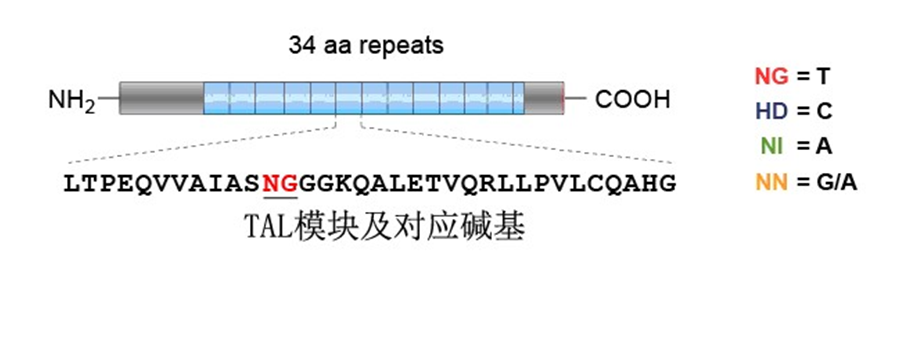 34 aa repeats
NH2
COOH
LTPEQVVAIASNGGGKQALETVQRLLPVLCQAHG
TAL模块及对应碱基
NG = T
HD = C
NI = A
NN = G/A